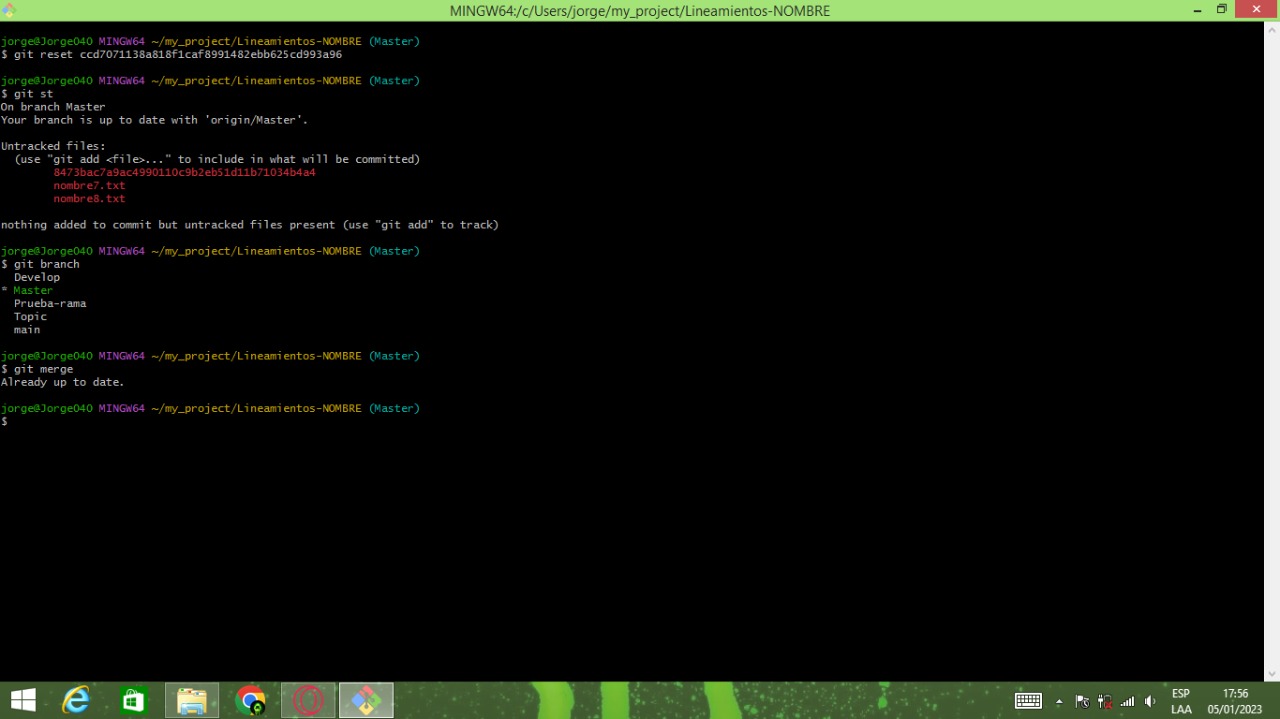 MINGW64:/c/Users/jorge/my_project/Lineamientos-NOMBRE
jorge@Jorge040 MINGW64 ~/my_project/Lineamientos-NOMBRE (Master)
$ git reset ccd7071138a818f1caf8991482ebb625cd993a96
jorge@Jorge040 MINGW64 ~/my_project/Lineamientos-NOMBRE (Master)
$ git st
On branch Master
Your branch is up to date with 'origin/Master'.
Untracked files:
(use "git add <file>..." to include in what will be committed)
8473bac7a9ac4990110c9b2eb51d11b71034b4a4
nombre7.txt
nombre8.txt
nothing added to commit but untracked files present (use "git add" to track)
jorge@Jorge040 MINGW64 ~/my_project/Lineamientos-NOMBRE (Master)
$ git branch
Develop
* Master
Prueba-rama
Topic
main
jorge@Jorge040 MINGW64 ~/my_project/Lineamientos-NOMBRE (Master)
$ git merge
Already up to date.
jorge@Jorge040 MINGW64 ~/my_project/Lineamientos-NOMBRE (Master)
$
ESP
LAA
17:56
05/01/2023